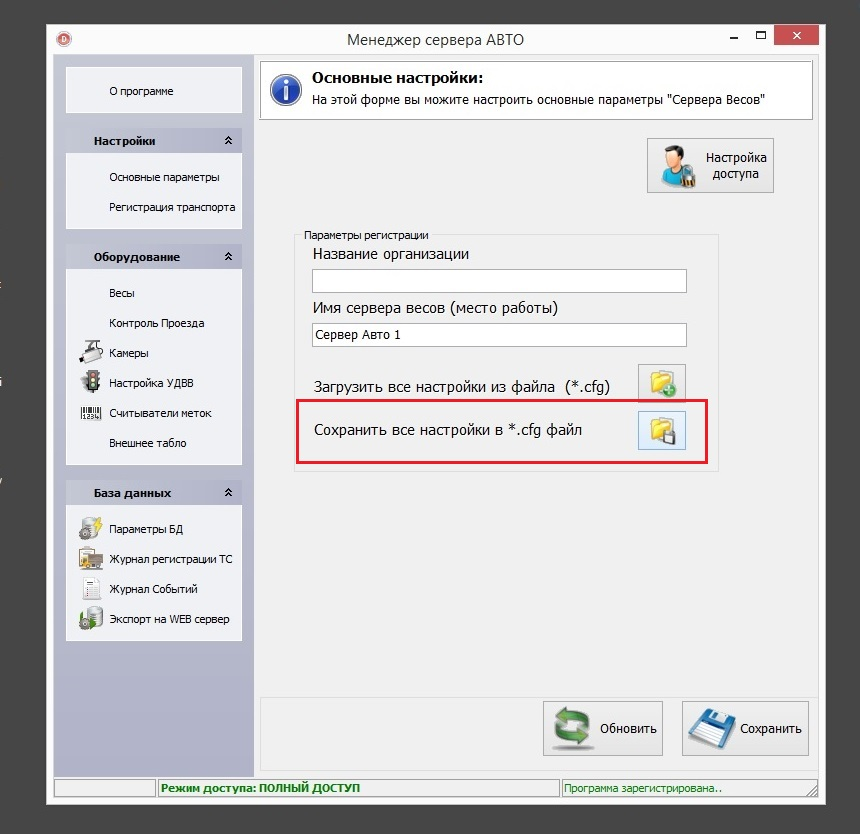 Менеджер сервера АВТО
О программе
Настройки
Основные параметры
Регистрация транспорта
Оборудование
Весы
Контроль Проезда
Камеры
Настройка УДВВ
Считыватели меток
Внешнее табло
База данных
Параметры БД
Журнал регистрации ТС
Журнал Событий
Экспорт на WEB сервер
Основные настройки:
На этой форме вы можите настроить основные параметры "Сервера Весов"
Настройка
доступа
Параметры регистрации
Название организации
Имя сервера весов (место работы)
Сервер Авто 1
Загрузить все настройки из файла (*.cfg)
Сохранить все настройки в *.cfg файл
Обновить
Сохранить
Режим доступа: ПОЛНЫЙ ДОСТУП
Программа зарегистрирована..